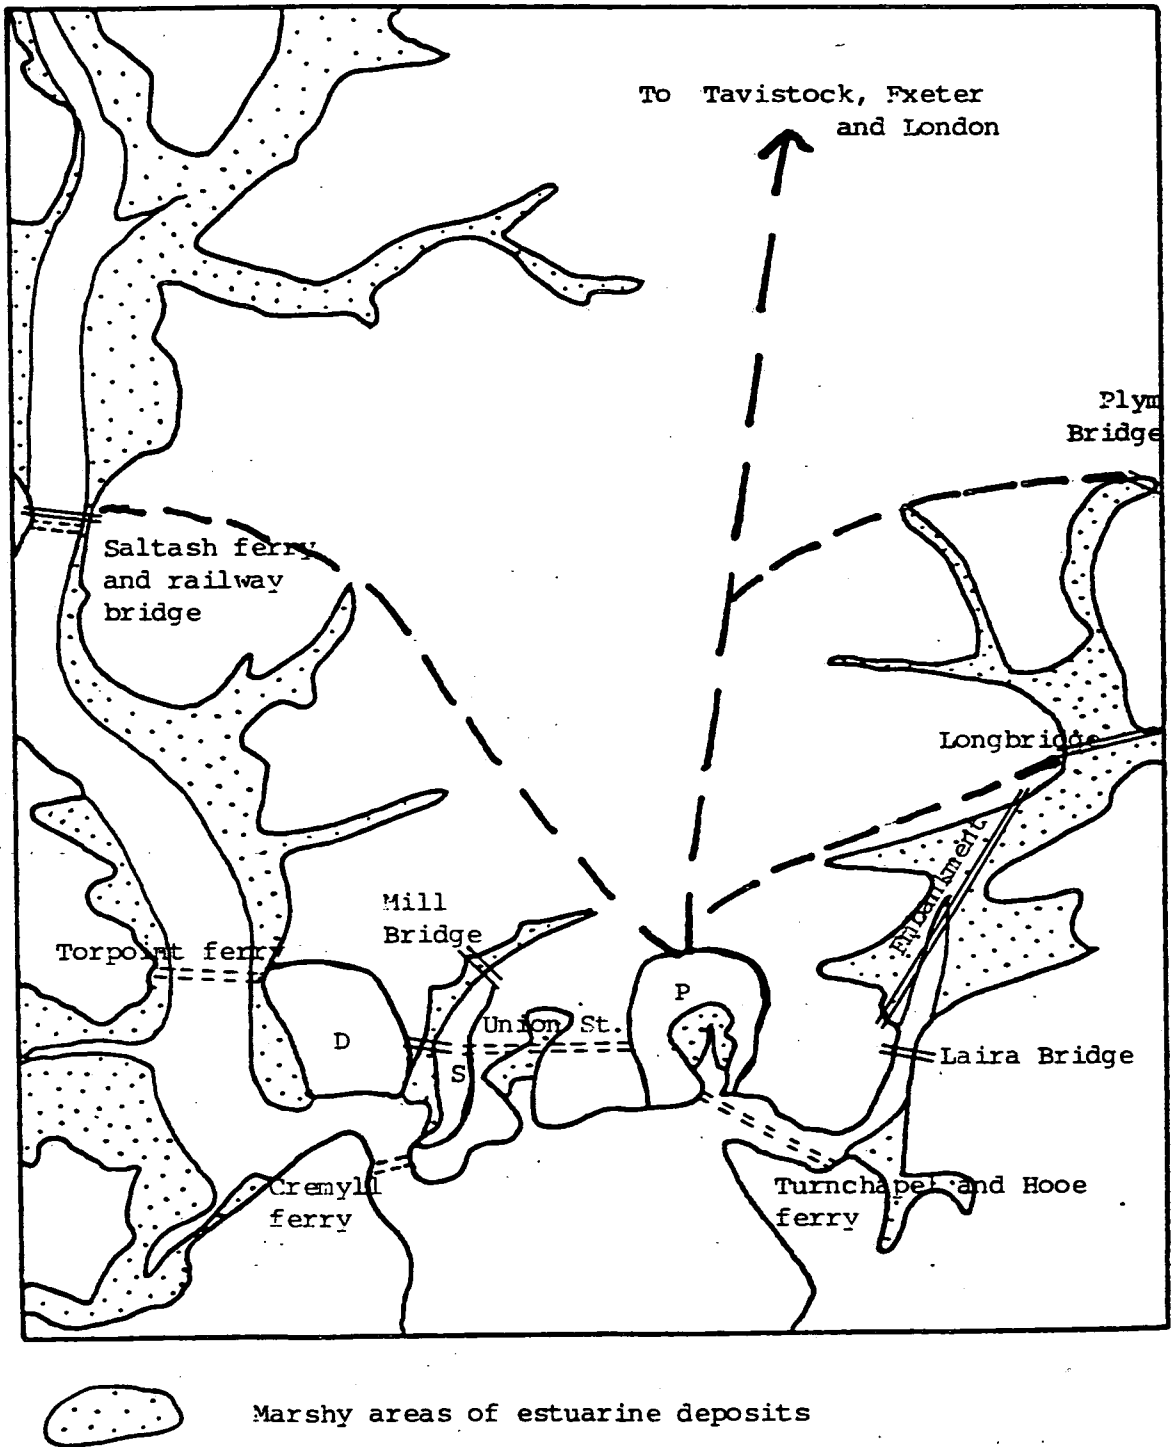 To Tavistock, Exeter
and London
Plym
Bridge
Saltash ferry
and railway
bridge
Longbridge
Embankment
Mill
Bridge
Torpoint ferry
P
Union St.
D
S
Laira Bridge
Cremyll
ferry
Turnchapel and Hooe
ferry
Marshy areas of estuarine deposits